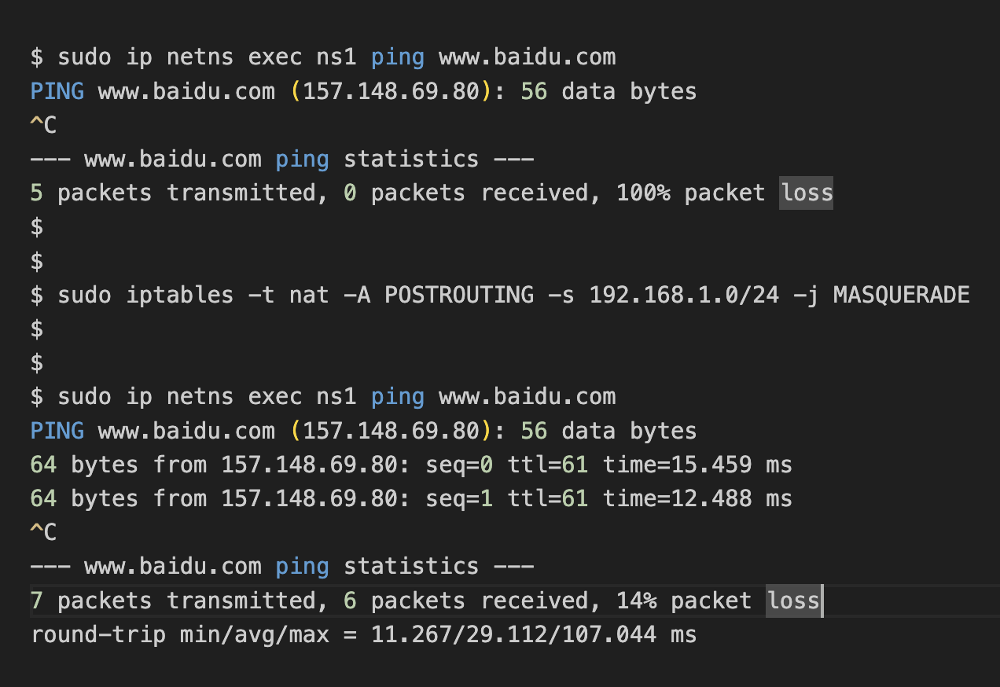 $ sudo ip netns exec ns1 ping www.baidu.com
PING www.baidu.com (157.148.69.80): 56 data bytes
^C
--- www.baidu.com ping statistics ---
5 packets transmitted, 0 packets received, 100% packet loss
$
$
$ sudo iptables -t nat -A POSTROUTING -s 192.168.1.0/24 -j MASQUERADE
$
$
$ sudo ip netns exec ns1 ping www.baidu.com
PING www.baidu.com (157.148.69.80): 56 data bytes
64 bytes from 157.148.69.80: seq=0 ttl=61 time=15.459 ms
64 bytes from 157.148.69.80: seq=1 ttl=61 time=12.488 ms
^C
--- www.baidu.com ping statistics ---
7 packets transmitted, 6 packets received, 14% packet loss
round-trip min/avg/max = 11.267/29.112/107.044 ms